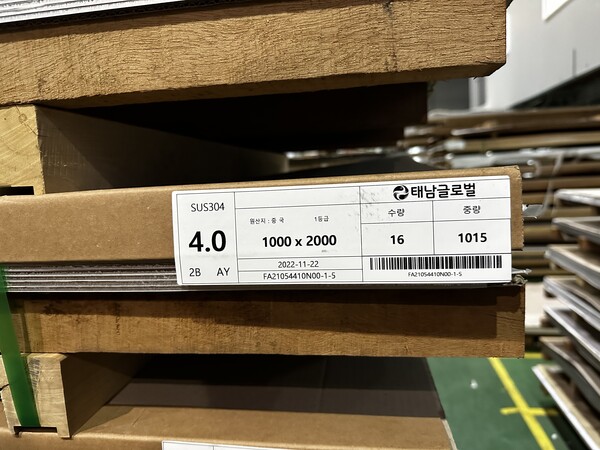 SUS304
4.0
2B AY
원산지 : 중 국 1등급
1000 x 2000
2022-11-22
FA21054410N00-1-5
태남글로벌
수량 중량
16 1015
FA21054410N00-1-5